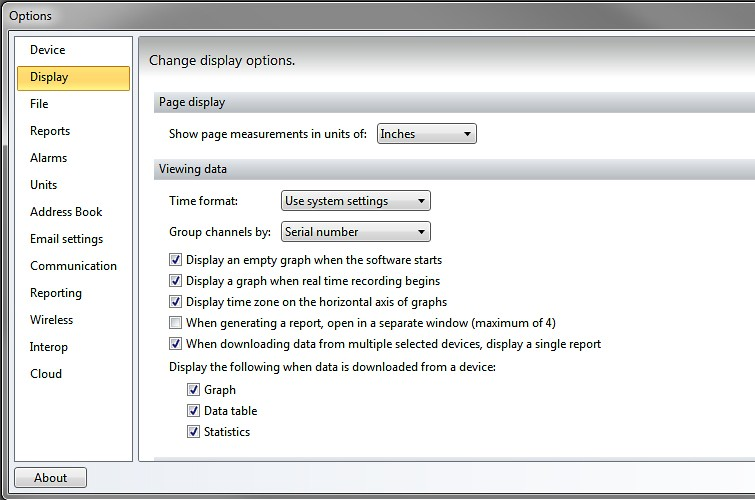 Options
Device
Display
File
Reports
Alarms
Units
Address Book
Email settings
Communication
Reporting
Wireless
Interop
Cloud
About
Change display options.
Page display
Show page measurements in units of: Inches
Viewing data
Time format: Use system settings
Group channels by: Serial number
Display an empty graph when the software starts
Display a graph when real time recording begins
Display time zone on the horizontal axis of graphs
When generating a report, open in a separate window (maximum of 4)
When downloading data from multiple selected devices, display a single report
Display the following when data is downloaded from a device:
Graph
Data table
Statistics